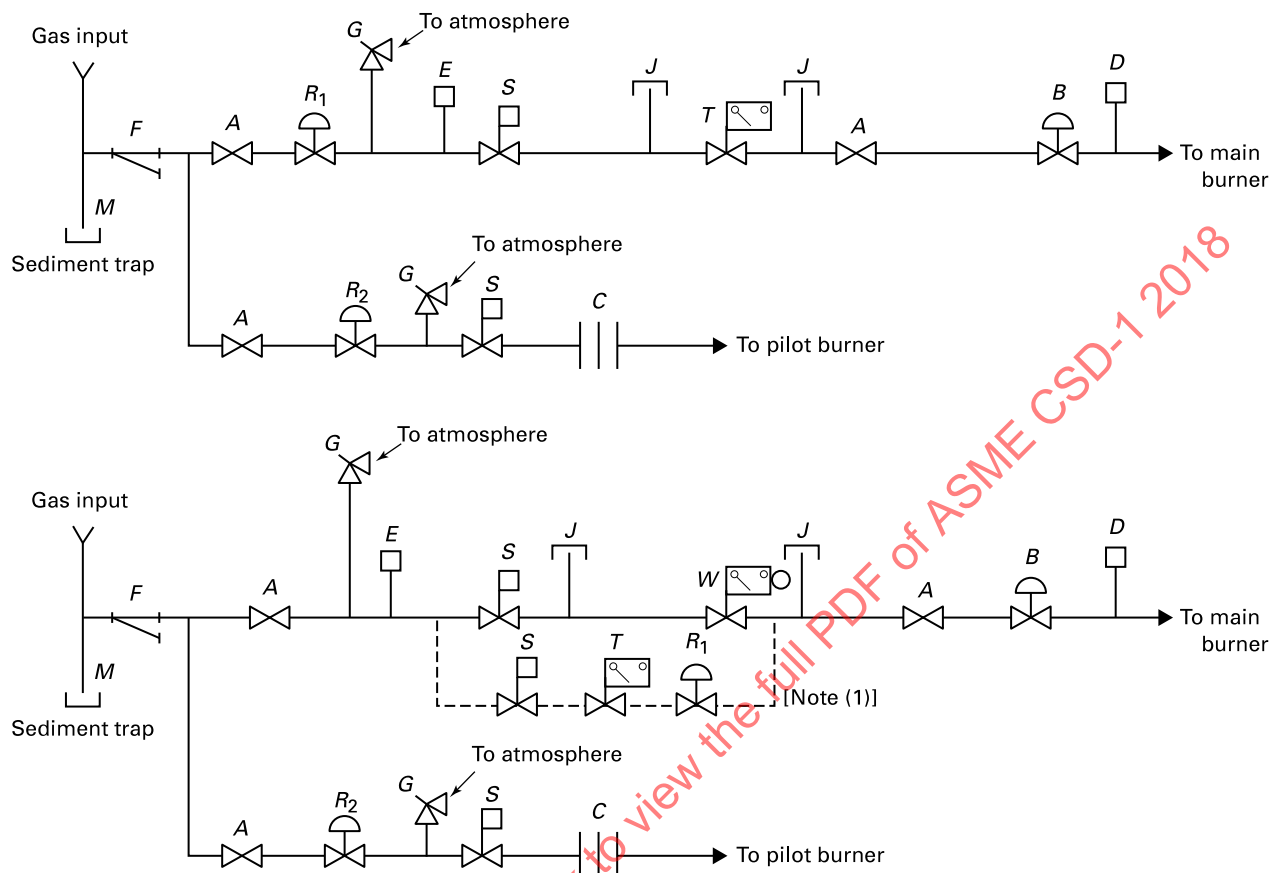 To atmosphere
G
Gas input
E
D
J
J
S
R1
B
T
F
A
A
To main
burner
M
Sediment trap
To atmosphere
G
S
R2
C
A
To pilot burner
To atmosphere
G
Gas input
E
J
J
D
S
W
B
F
A
A
To main
burner
S
T
R1
M
[Note (1)]
Sediment trap
To atmosphere
G
S
R2
C
A
To pilot burner
to view the full PDF of ASME CSD-1 2018